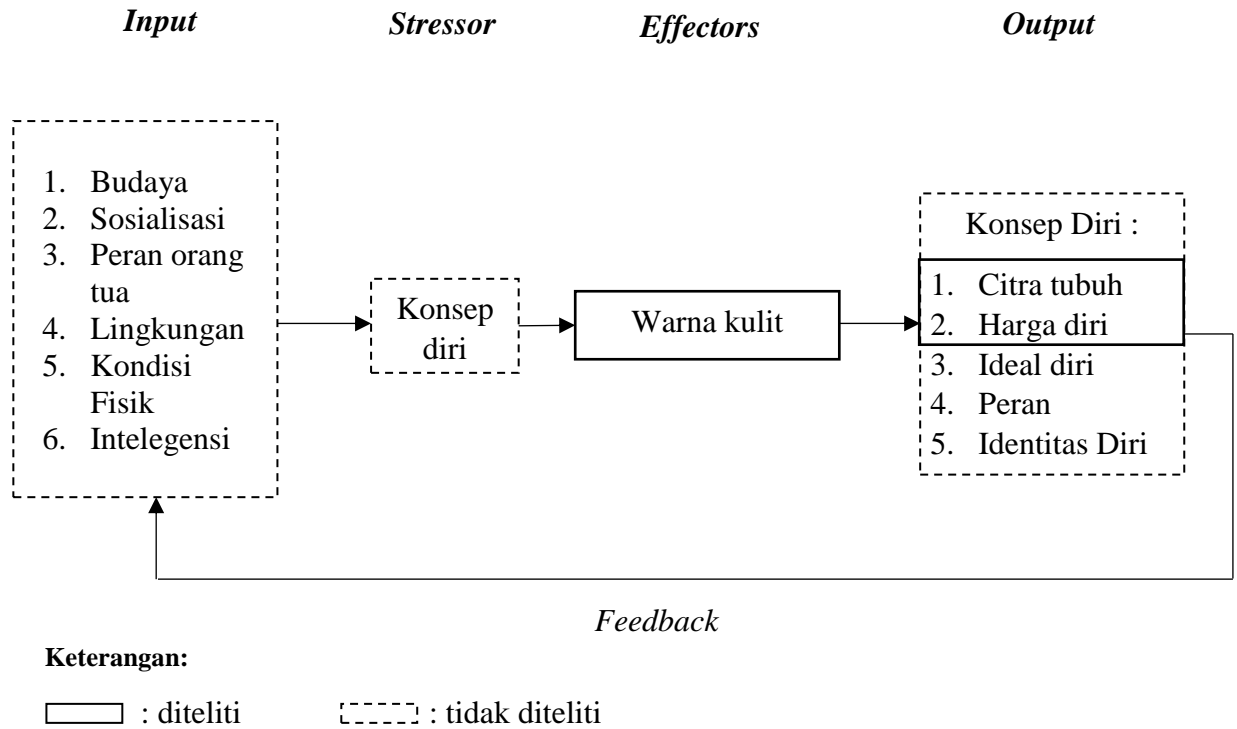 Input Stressor Effectors Output
1. Budaya
2. Sosialisasi
3. Peran orang
tua
4. Lingkungan
5. Kondisi
Fisik
6. Intelegensi
Konsep
diri
Warna kulit
Konsep Diri :
1. Citra tubuh
2. Harga diri
3. Ideal diri
4. Peran
5. Identitas Diri
Feedback
Keterangan:
: diteliti : tidak diteliti